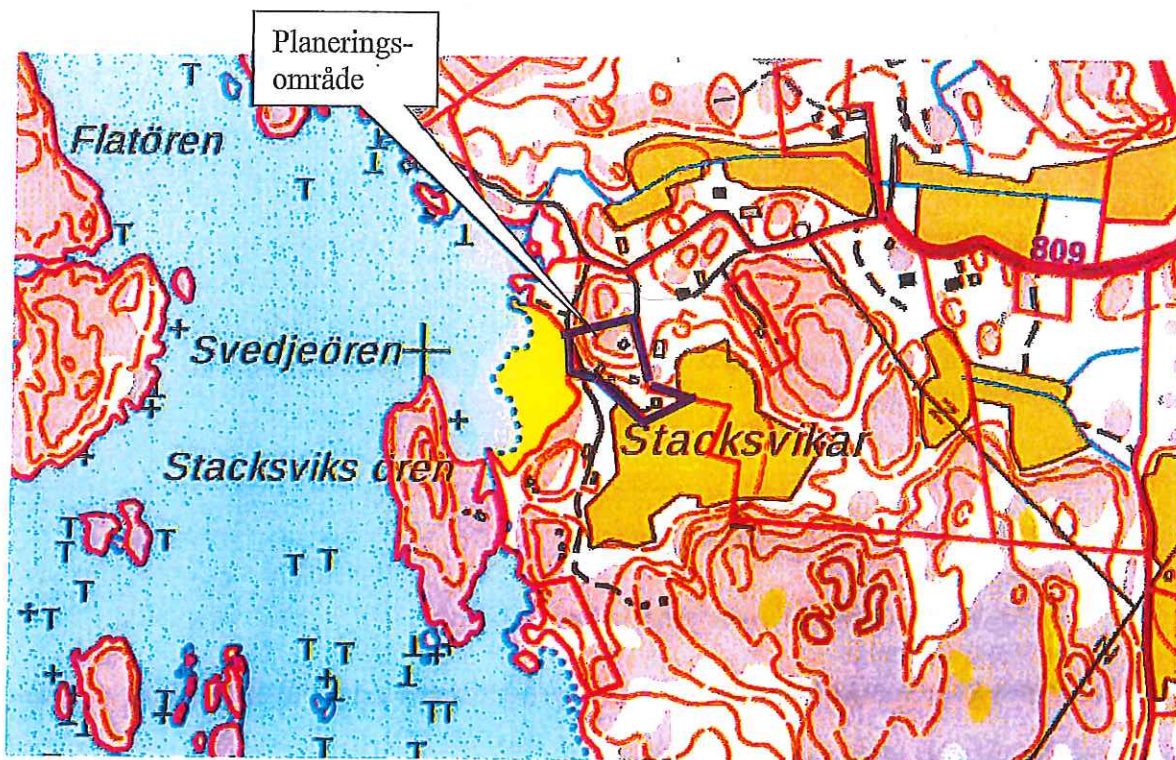 Planerings-
område
Flatören
809
Svedjeören
Stacksvikar
Stacksviks ören